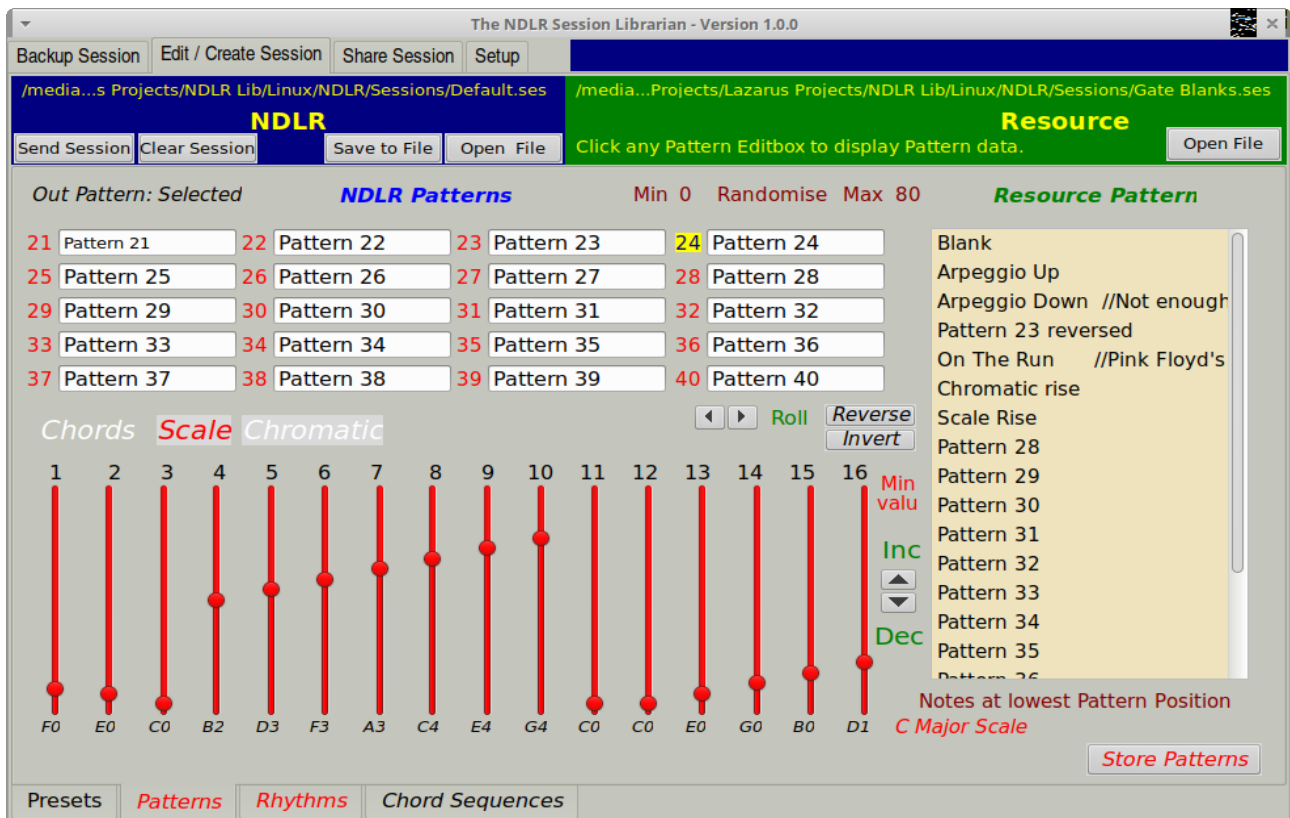 The NDLR Session Librarian - Version 1.0.0
Backup Session Edit / Create Session Share Session Setup
/media...s Projects/NDLR Lib/Linux/NDLR/Sessions/Default.ses /media...Projects/Lazarus Projects/NDLR Lib/Linux/NDLR/Sessions/Gate Blanks.ses
NDLR Resource
Send Session Clear Session Save to File Open File Click any Pattern Editbox to display Pattern data. Open File
Out Pattern: Selected NDLR Patterns Min 0 Randomise Max 80 Resource Pattern
21 Pattern 21 22 Pattern 22 23 Pattern 23 24 Pattern 24
25 Pattern 25 26 Pattern 26 27 Pattern 27 28 Pattern 28
29 Pattern 29 30 Pattern 30 31 Pattern 31 32 Pattern 32
33 Pattern 33 34 Pattern 34 35 Pattern 35 36 Pattern 36
37 Pattern 37 38 Pattern 38 39 Pattern 39 40 Pattern 40
Blank
Arpeggio Up
Arpeggio Down //Not enough
Pattern 23 reversed
On The Run //Pink Floyd's
Chromatic rise
Scale Rise
Pattern 28
Pattern 29
Pattern 30
Pattern 31
Pattern 32
Pattern 33
Pattern 34
Pattern 35
Pattern 36
Chords Scale Chromatic Roll Reverse
Invert
1 2 3 4 5 6 7 8 9 10 11 12 13 14 15 16
Min
valu
Inc
Dec
F0 E0 C0 B2 D3 F3 A3 C4 E4 G4 C0 C0 E0 G0 B0 D1
Notes at lowest Pattern Position
C Major Scale
Store Patterns
Presets Patterns Rhythms Chord Sequences